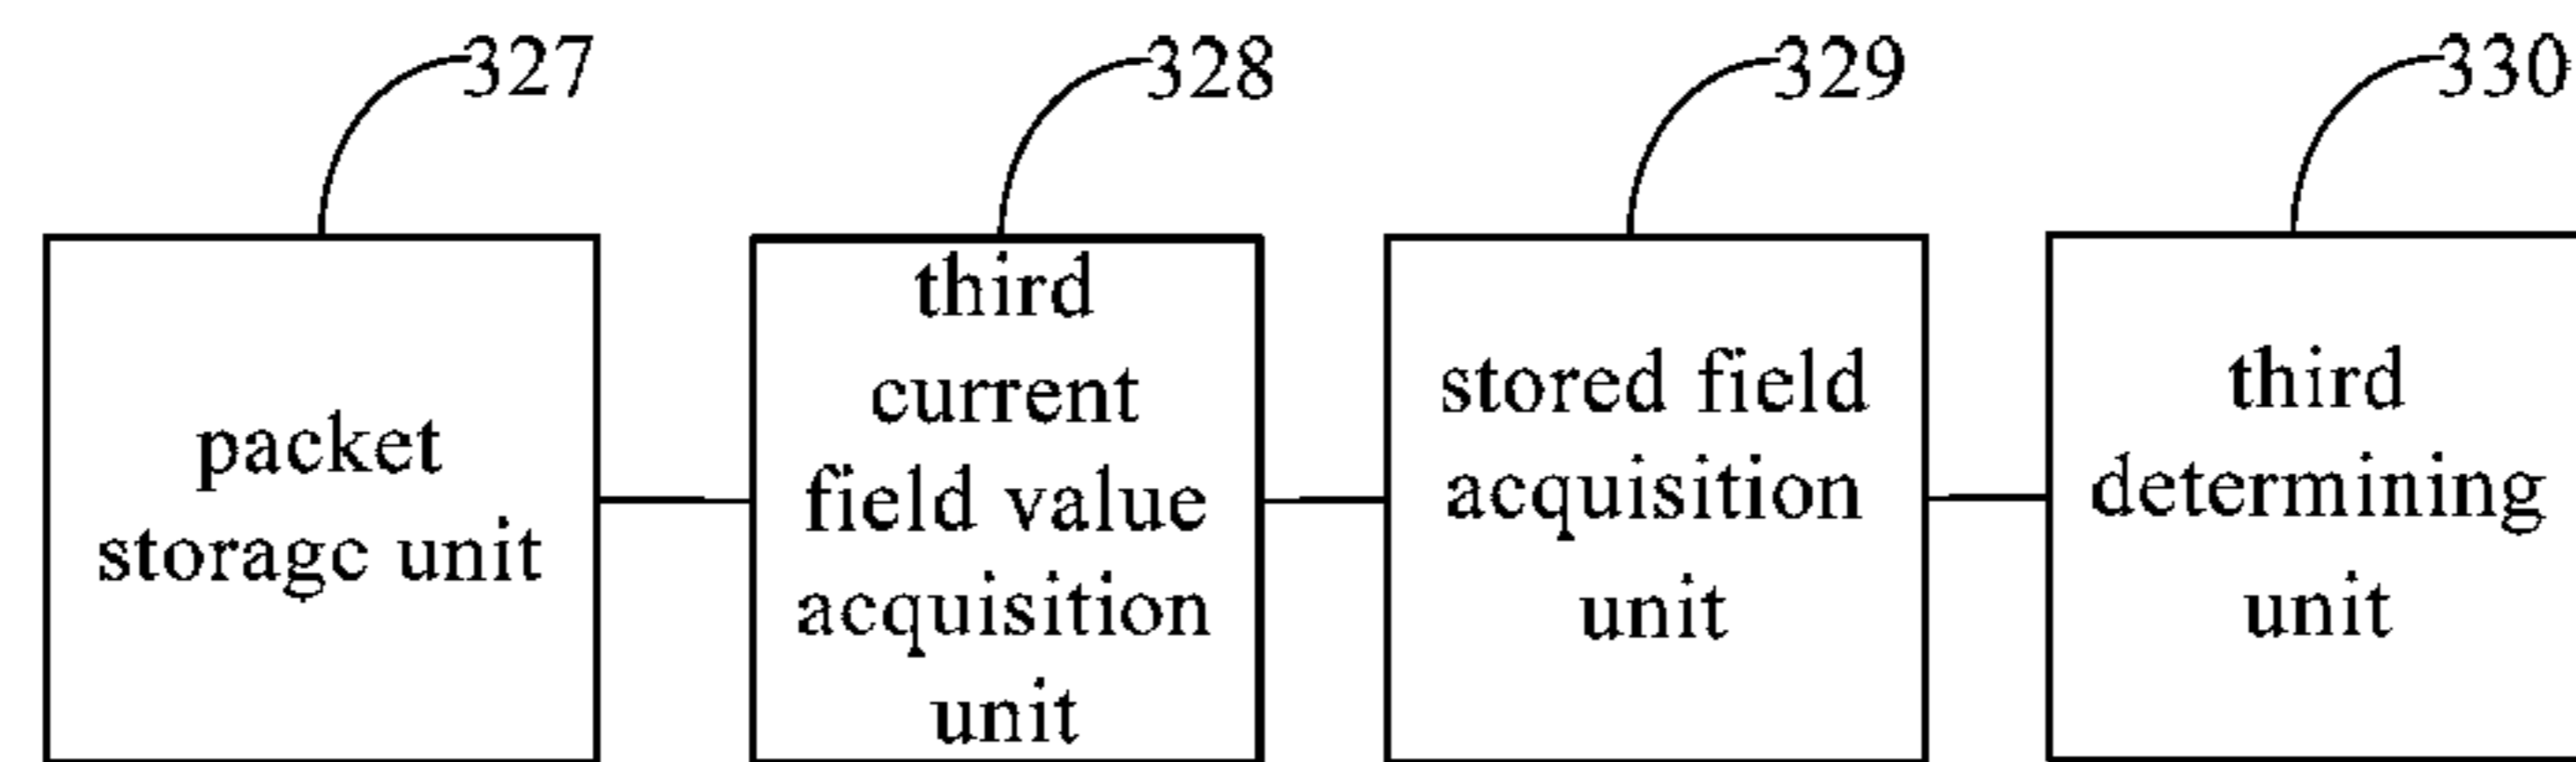 327
328
329
330
packet
storage unit
third
current
field value
acquisition
unit
stored field
acquisition
unit
third
determining
unit